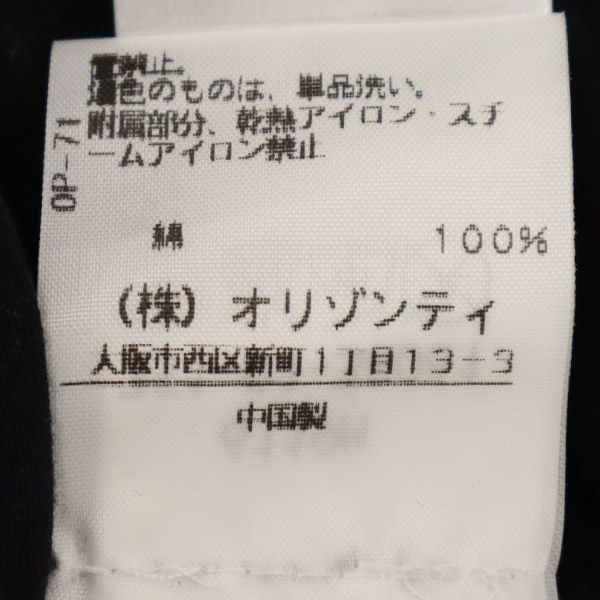 禁止。
濃色のものは、単品洗い。
附属部分、乾熱アイロン・スチ
ームアイロン禁止
OP-71
綿 100%
(株) オリゾンティ
大阪市西区新町1丁目13-3
中国製